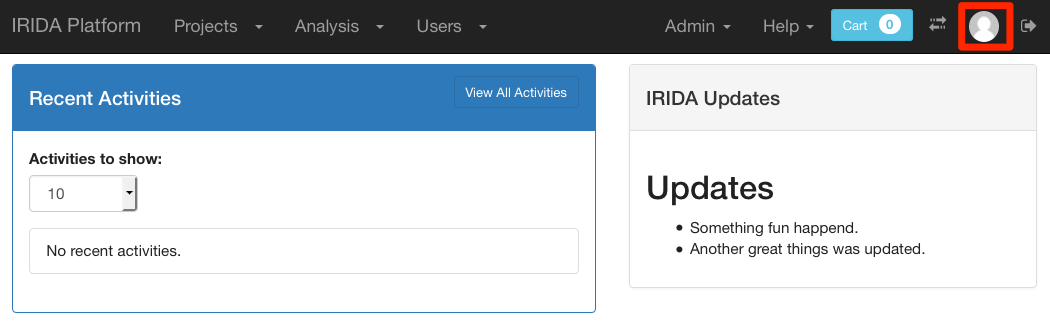 IRIDA Platform Projects Analysis Users Admin Help Cart 0
Recent Activities View All Activities
Activities to show:
10
No recent activities.
IRIDA Updates
Updates
Something fun happend.
Another great things was updated.